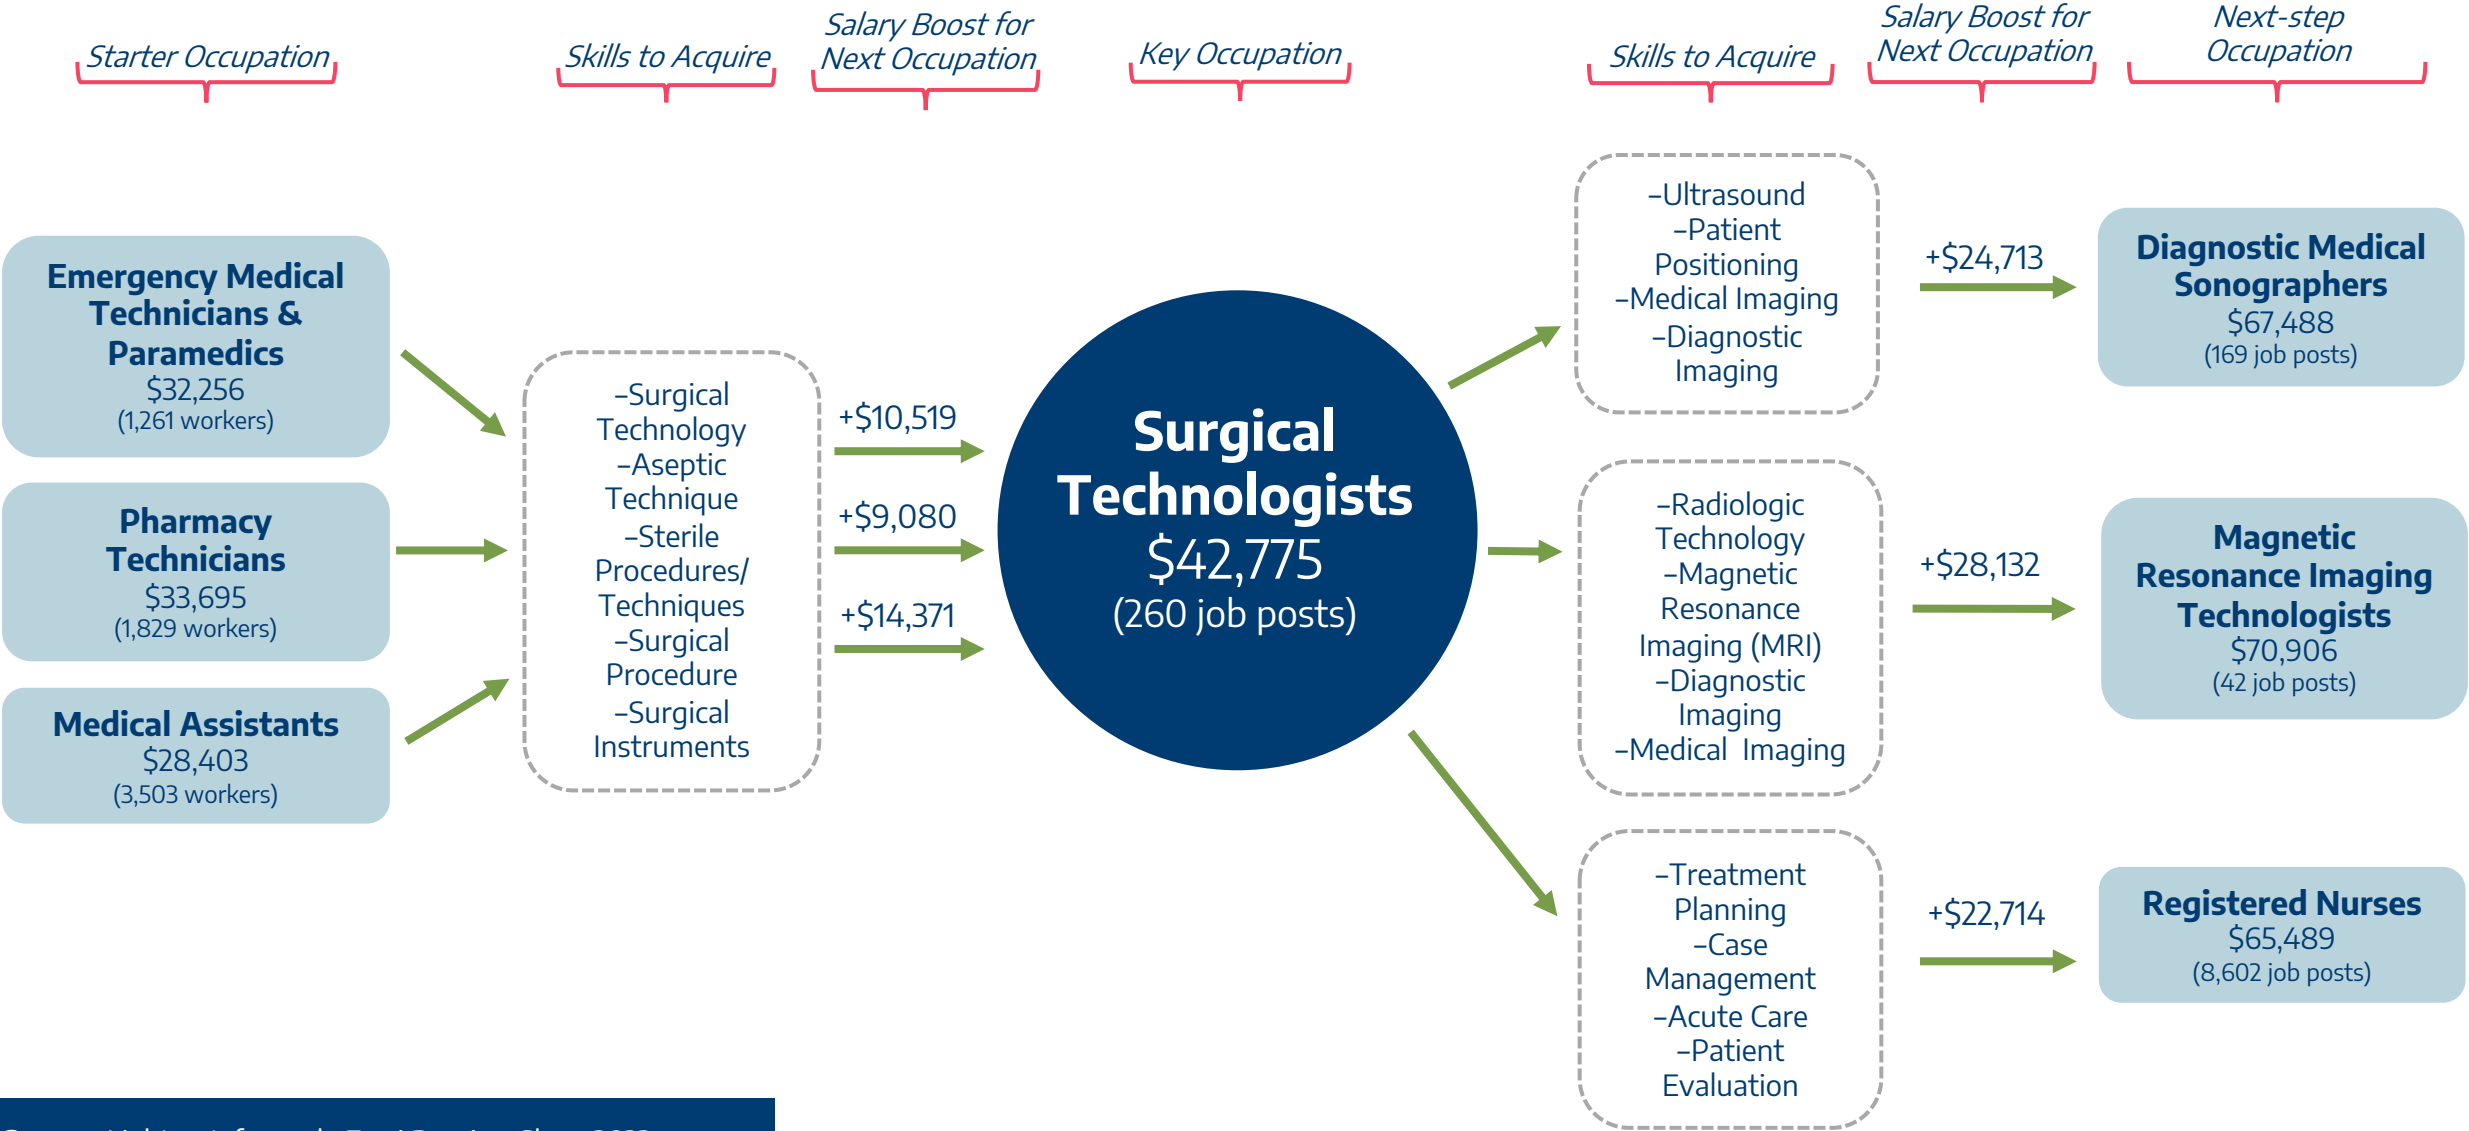 Starter Occupation
Skills to Acquire
Salary Boost for
Next Occupation
Key Occupation
Skills to Acquire
Salary Boost for
Next Occupation
Next-step
Occupation
Emergency Medical
Technicians &
Paramedics
$32,256
(1,261 workers)
Pharmacy
Technicians
$33,695
(1,829 workers)
Medical Assistants
$28,403
(3,503 workers)
–Surgical
Technology
–Aseptic
Technique
–Sterile
Procedures/
Techniques
–Surgical
Procedure
–Surgical
Instruments
+$10,519
+$9,080
+$14,371
Surgical
Technologists
$42,775
(260 job posts)
–Ultrasound
–Patient
Positioning
–Medical Imaging
–Diagnostic
Imaging
+$24,713
Diagnostic Medical
Sonographers
$67,488
(169 job posts)
–Radiologic
Technology
–Magnetic
Resonance
Imaging (MRI)
–Diagnostic
Imaging
–Medical  Imaging
+$28,132
Magnetic
Resonance Imaging
Technologists
$70,906
(42 job posts)
–Treatment
Planning
–Case
Management
–Acute Care
–Patient
Evaluation
+$22,714
Registered Nurses
$65,489
(8,602 job posts)